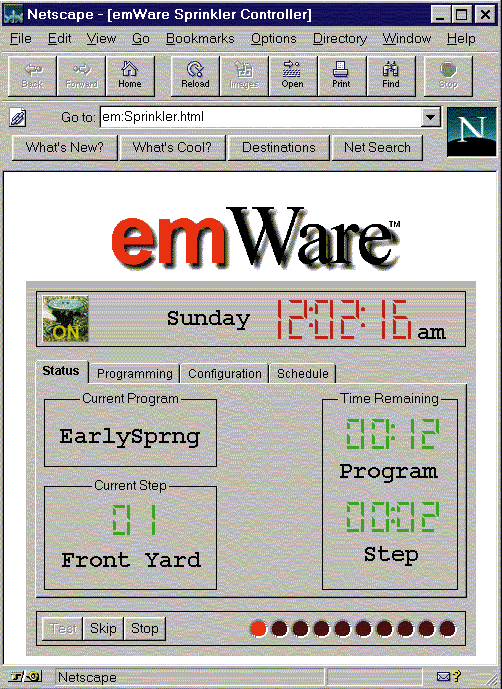 Netscape - [emWare Sprinkler Controller]
File Edit View Go Bookmarks Options Directory Window Help
Back Forward Home Reload Images Open Print Find Stop
Go to: em:Sprinkler.html
N
What's New? What's Cool? Destinations Net Search
emWare™
ON Sunday 12:02:16 am
Status Programming Configuration Schedule
Current Program Time Remaining
EarlySprng 00:12
Program
Current Step
01 00:02
Front Yard Step
Test Skip Stop
Netscape ?